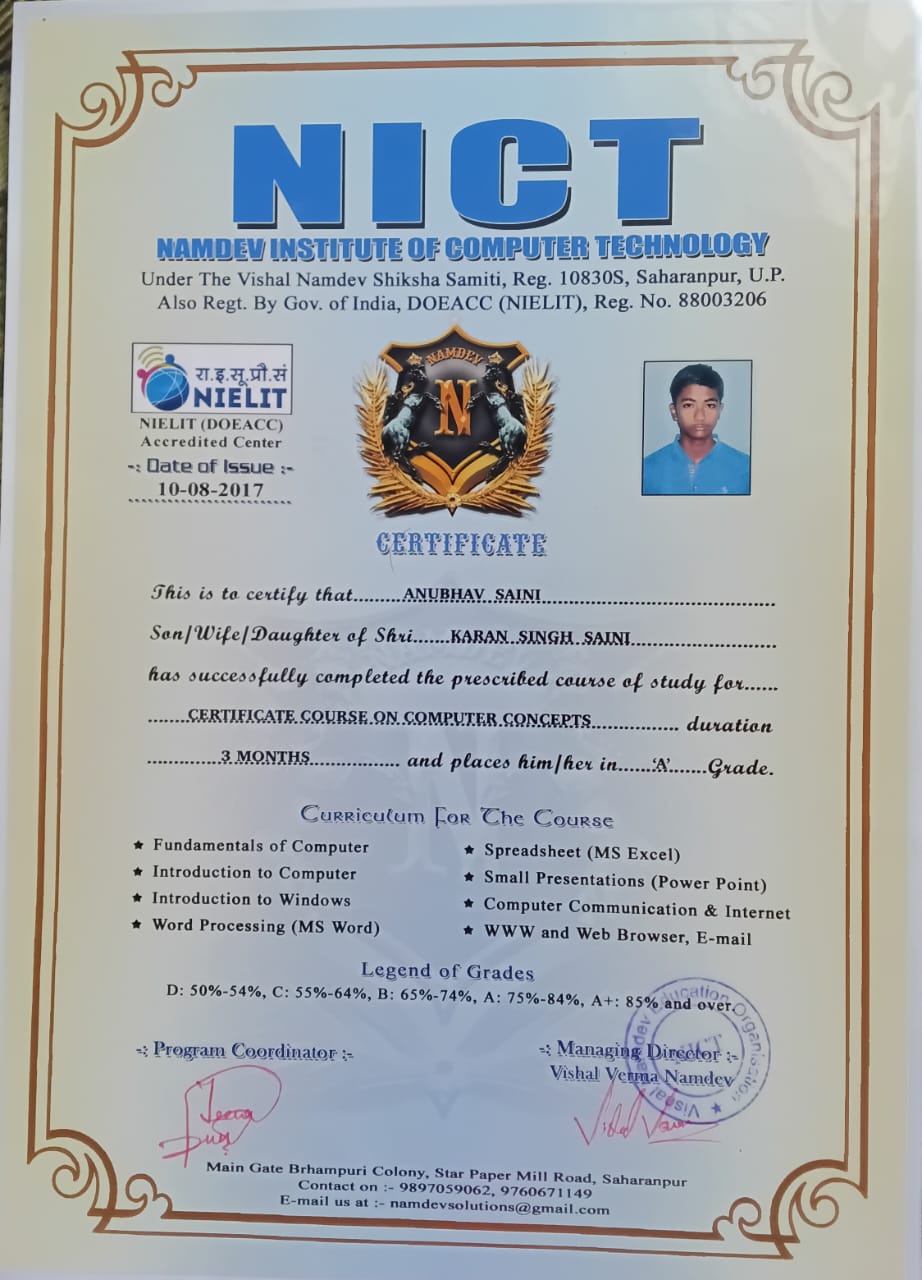 NICT
NAMDEV INSTITUTE OF COMPUTER TECHNOLOGY
Under The Vishal Namdev Shiksha Samiti, Reg. 10830S, Saharanpur, U.P.
Also Regt. By Gov. of India, DOEACC (NIELIT), Reg. No. 88003206
रा.इ.सू.प्रौ.सं
NIELIT
NIELIT (DOEACC)
Accredited Center
-: Date of Issue :-
10-08-2017
NAMDEV
N
CERTIFICATE
This is to certify that........ANUBHAV SAINI........
Son/Wife/Daughter of Shri......KARAN SINGH SAINI........
has successfully completed the prescribed course of study for......
.......CERTIFICATE COURSE ON COMPUTER CONCEPTS............... duration
.............3 MONTHS................ and places him/her in......'A'.......Grade.
Curriculum For The Course
★ Fundamentals of Computer
★ Introduction to Computer
★ Introduction to Windows
★ Word Processing (MS Word)
★ Spreadsheet (MS Excel)
★ Small Presentations (Power Point)
★ Computer Communication & Internet
★ WWW and Web Browser, E-mail
Legend of Grades
D: 50%-54%, C: 55%-64%, B: 65%-74%, A: 75%-84%, A+: 85% and over.
-: Program Coordinator :-
-: Managing Director :-
Vishal Verma Namdev
Namdev Education Organisation
NICT
Main Gate Brhampuri Colony, Star Paper Mill Road, Saharanpur
Contact on :- 9897059062, 9760671149
E-mail us at :- namdevsolutions@gmail.com